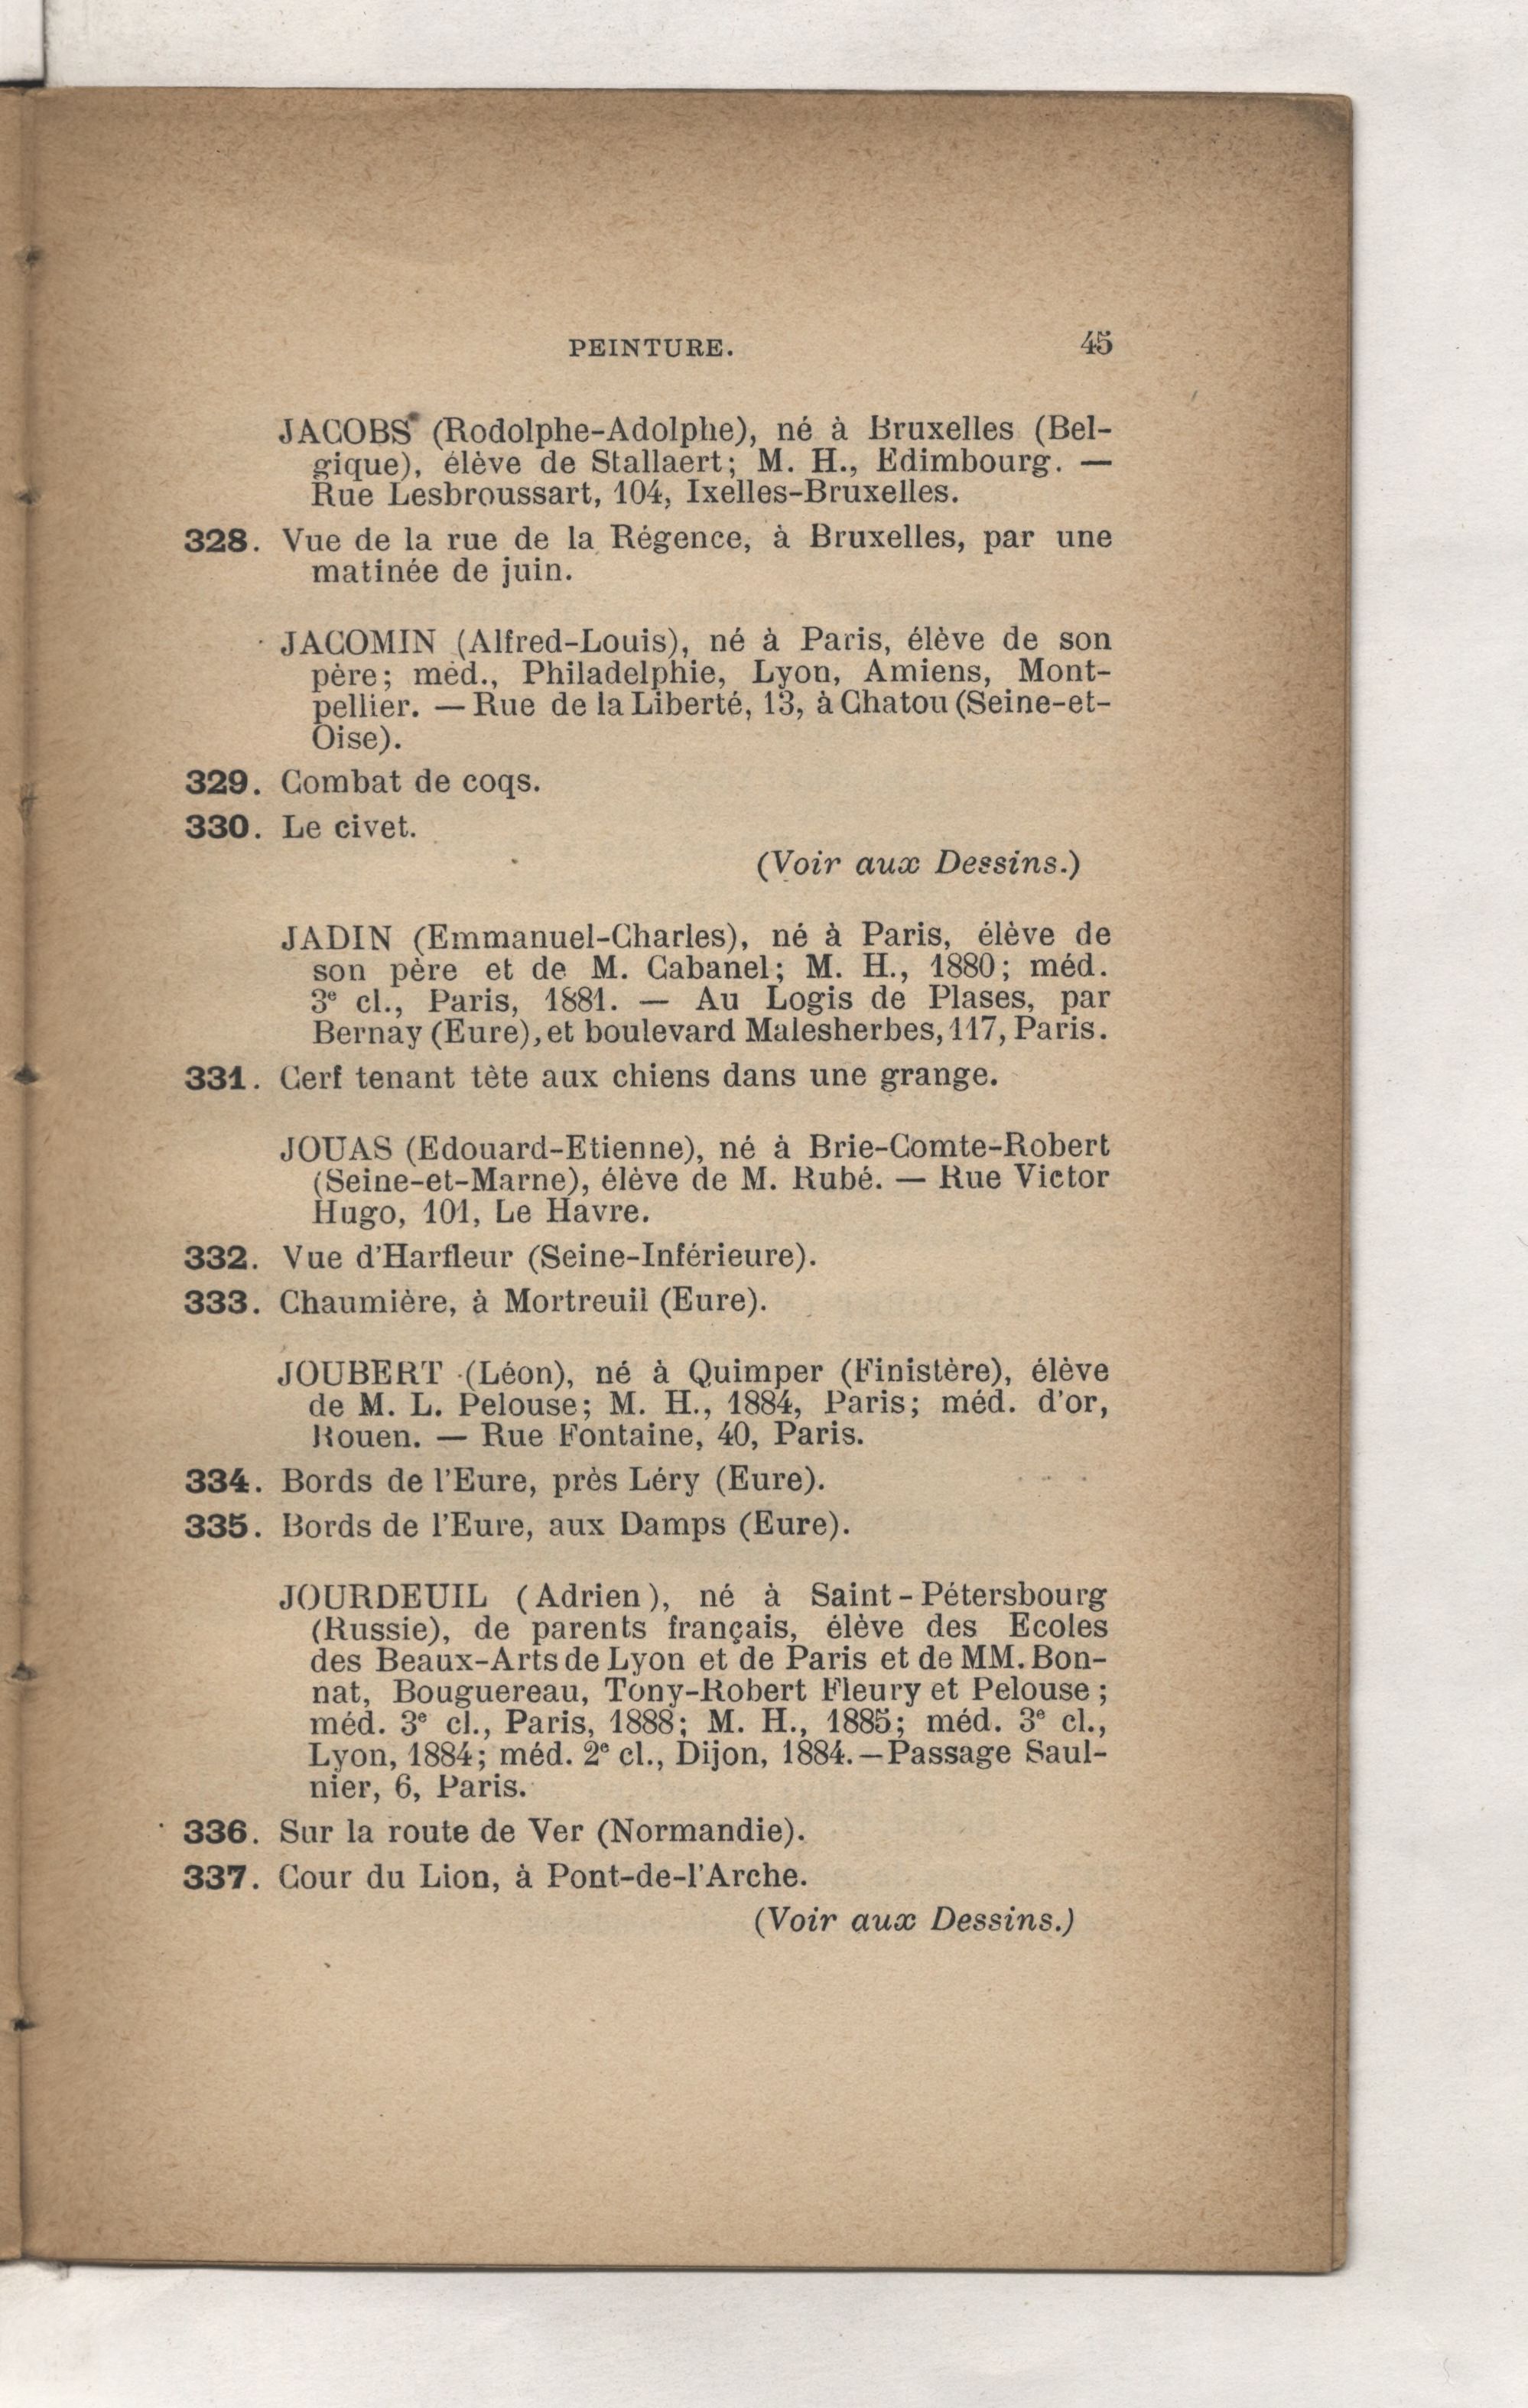 PEINTURE. 45
JACOBS (Rodolphe-Adolphe), né à Bruxelles (Bel-
gique), élève de Stallaert; M. H., Edimbourg. —
Rue Lesbroussart, 104, Ixelles-Bruxelles.
328. Vue de la rue de la Régence, à Bruxelles, par une
matinée de juin.
JACOMIN (Alfred-Louis), né à Paris, élève de son
père; méd., Philadelphie, Lyon, Amiens, Mont-
pellier. — Rue de la Liberté, 13, à Chatou (Seine-et-
Oise).
329. Combat de coqs.
330. Le civet.
(Voir aux Dessins.)
JADIN (Emmanuel-Charles), né à Paris, élève de
son père et de M. Cabanel; M. H., 1880; méd.
3e cl., Paris, 1881. — Au Logis de Plases, par
Bernay (Eure), et boulevard Malesherbes, 117, Paris.
331. Cerf tenant tète aux chiens dans une grange.
JOUAS (Edouard-Etienne), né à Brie-Comte-Robert
(Seine-et-Marne), élève de M. Rubé. — Rue Victor
Hugo, 101, Le Havre.
332. Vue d'Harfleur (Seine-Inférieure).
333. Chaumière, à Mortreuil (Eure).
JOUBERT (Léon), né à Quimper (Finistère), élève
de M. L. Pelouse; M. H., 1884, Paris; méd. d'or,
Rouen. — Rue Fontaine, 40, Paris.
334. Bords de l'Eure, près Léry (Eure).
335. Bords de l'Eure, aux Damps (Eure).
JOURDEUIL (Adrien), né à Saint-Pétersbourg
(Russie), de parents français, élève des Ecoles
des Beaux-Arts de Lyon et de Paris et de MM. Bon-
nat, Bouguereau, Tony-Robert Fleury et Pelouse;
méd. 3e cl., Paris, 1888; M. H., 1885; méd. 3e cl.,
Lyon, 1884; méd. 2e cl., Dijon, 1884. — Passage Saul-
nier, 6, Paris.
336. Sur la route de Ver (Normandie).
337. Cour du Lion, à Pont-de-l'Arche.
(Voir aux Dessins.)